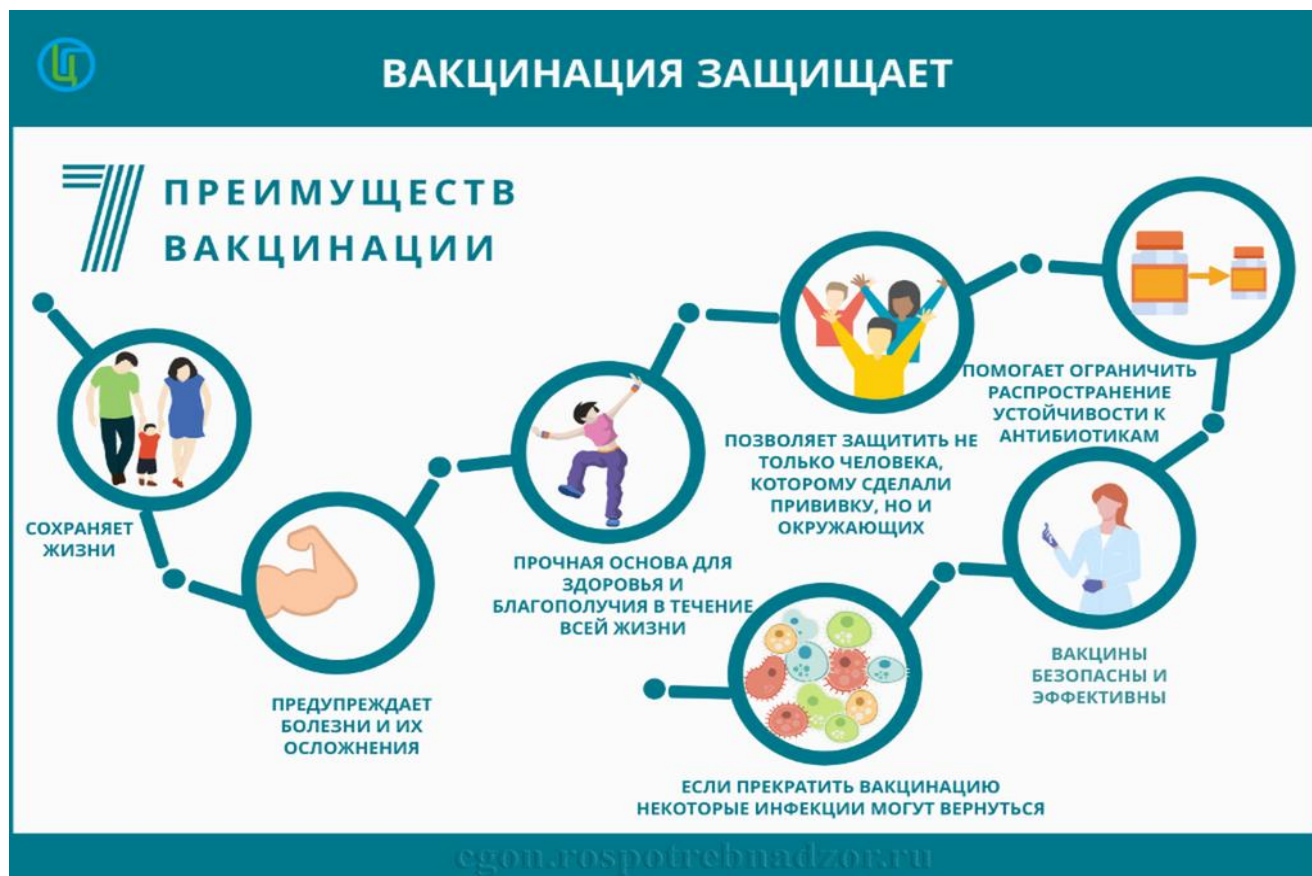 ВАКЦИНАЦИЯ ЗАЩИЩАЕТ
7 ПРЕИМУЩЕСТВ
ВАКЦИНАЦИИ
СОХРАНЯЕТ
ЖИЗНИ
ПРЕДУПРЕЖДАЕТ
БОЛЕЗНИ И ИХ
ОСЛОЖНЕНИЯ
ПРОЧНАЯ ОСНОВА ДЛЯ
ЗДОРОВЬЯ И
БЛАГОПОЛУЧИЯ В ТЕЧЕНИЕ
ВСЕЙ ЖИЗНИ
ПОЗВОЛЯЕТ ЗАЩИТИТЬ НЕ
ТОЛЬКО ЧЕЛОВЕКА,
КОТОРОМУ СДЕЛАЛИ
ПРИВИВКУ, НО И
ОКРУЖАЮЩИХ
ПОМОГАЕТ ОГРАНИЧИТЬ
РАСПРОСТРАНЕНИЕ
УСТОЙЧИВОСТИ К
АНТИБИОТИКАМ
ВАКЦИНЫ
БЕЗОПАСНЫ И
ЭФФЕКТИВНЫ
ЕСЛИ ПРЕКРАТИТЬ ВАКЦИНАЦИЮ
НЕКОТОРЫЕ ИНФЕКЦИИ МОГУТ ВЕРНУТЬСЯ
cgon.rospotrebnadzor.ru